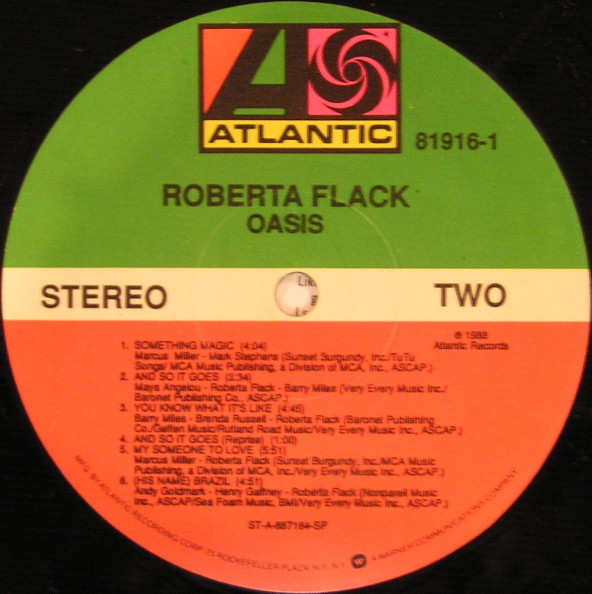 ATLANTIC
81916-1
ROBERTA FLACK
OASIS
STEREO
TWO
℗ 1988
Atlantic Records
1. SOMETHING MAGIC (4:04)
Marcus Miller - Mark Stephens (Sunset Burgundy, Inc./TuTu
Songs/ MCA Music Publishing, a Division of MCA, Inc., ASCAP.)
2. AND SO IT GOES (3:34)
Maya Angelou - Roberta Flack - Barry Miles (Very Every Music Inc./
Baronet Publishing Co., ASCAP.)
3. YOU KNOW WHAT IT'S LIKE (4:45)
Barry Miles - Brenda Russell - Roberta Flack (Baronet Publishing
Co./Geffen Music/Rutland Road Music/Very Every Music Inc., ASCAP.)
4. AND SO IT GOES (Reprise) (1:00)
5. MY SOMEONE TO LOVE (5:51)
Marcus Miller - Roberta Flack (Sunset Burgundy, Inc./MCA Music
Publishing, a Division of MCA, Inc./Very Every Music Inc., ASCAP.)
6. (HIS NAME) BRAZIL (4:51)
Andy Goldmark - Henry Gaffney - Roberta Flack (Nonpareil Music
Inc., ASCAP/Sea Foam Music, BMI/Very Every Music Inc., ASCAP.)
ST-A-887164-SP
MFG. BY ATLANTIC RECORDING CORP. 75 ROCKEFELLER PLAZA N.Y. N.Y. A WARNER COMMUNICATIONS COMPANY